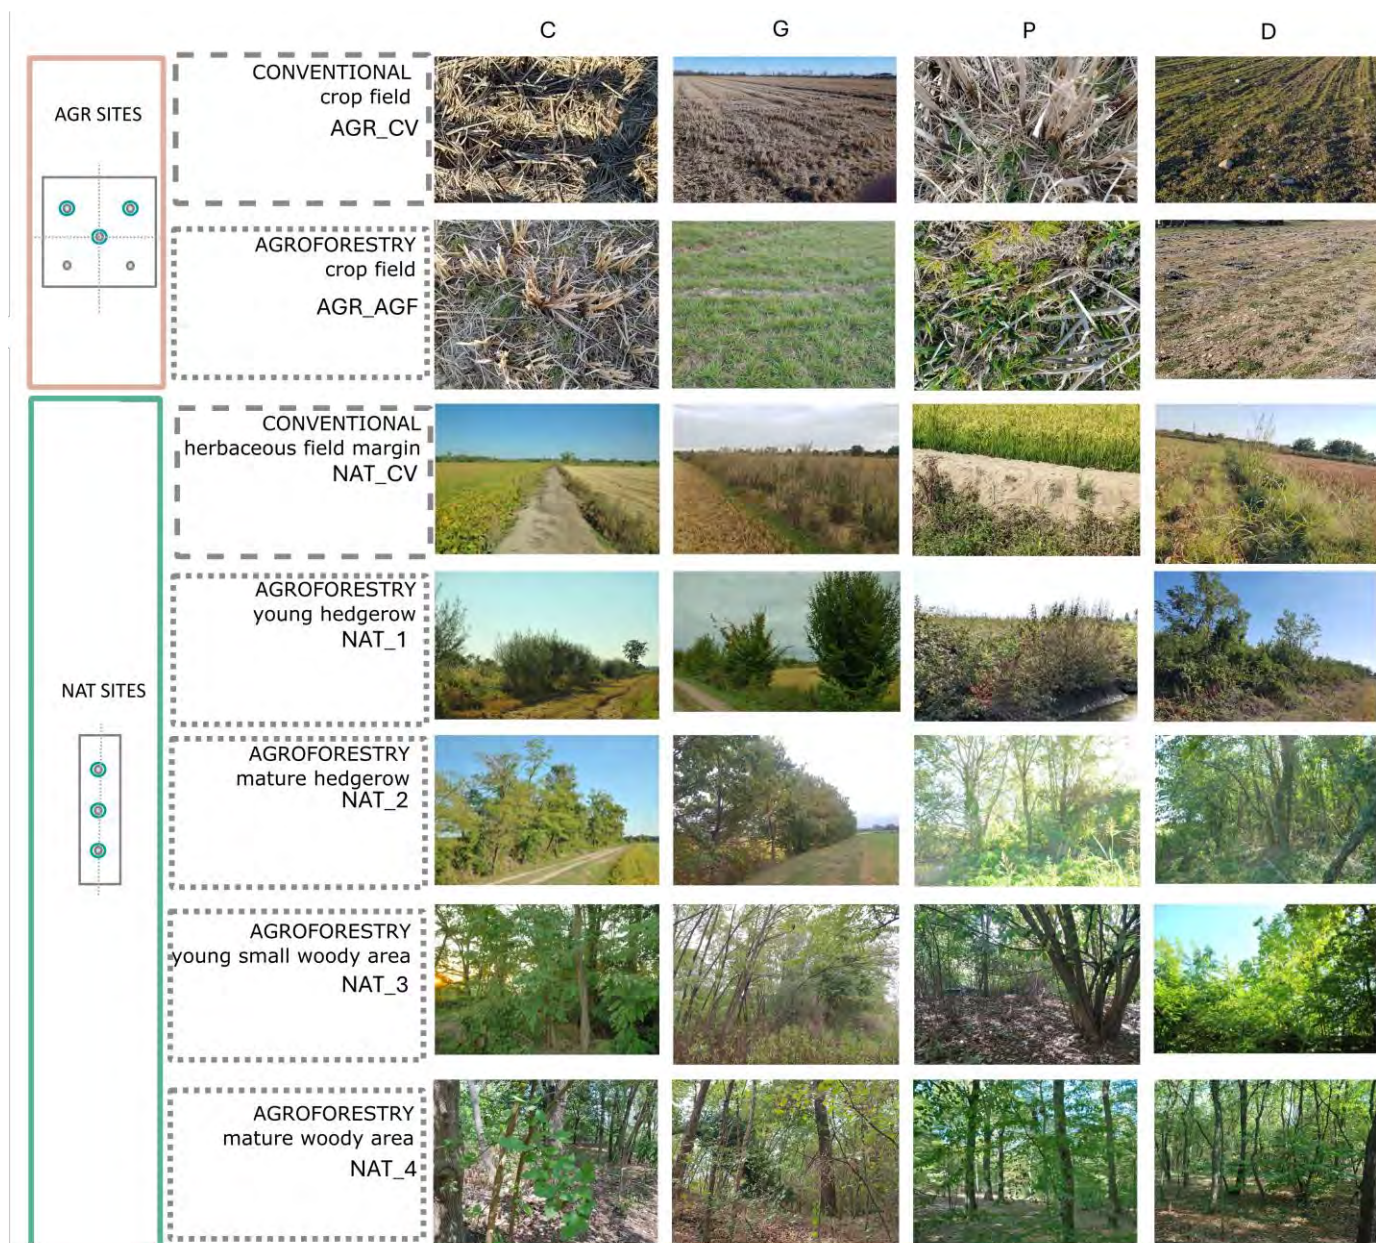 C G P D
AGR SITES
CONVENTIONAL
crop field
AGR_CV
AGROFORESTRY
crop field
AGR_AGF
NAT SITES
CONVENTIONAL
herbaceous field margin
NAT_CV
AGROFORESTRY
young hedgerow
NAT_1
AGROFORESTRY
mature hedgerow
NAT_2
AGROFORESTRY
young small woody area
NAT_3
AGROFORESTRY
mature woody area
NAT_4